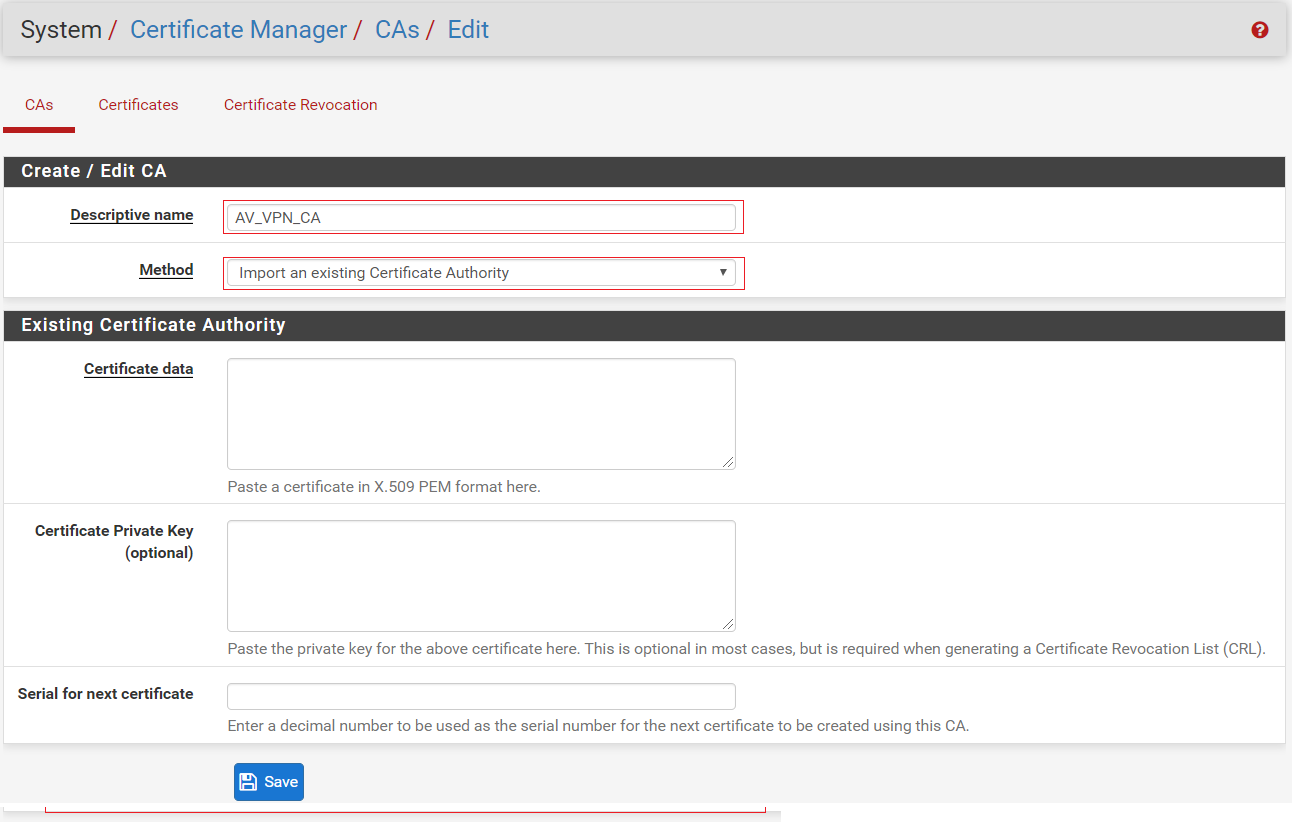 System / Certificate Manager / CAs / Edit
CAs Certificates Certificate Revocation
Create / Edit CA
Descriptive name AV_VPN_CA
Method Import an existing Certificate Authority
Existing Certificate Authority
Certificate data
Paste a certificate in X.509 PEM format here.
Certificate Private Key
(optional)
Paste the private key for the above certificate here. This is optional in most cases, but is required when generating a Certificate Revocation List (CRL).
Serial for next certificate
Enter a decimal number to be used as the serial number for the next certificate to be created using this CA.
Save